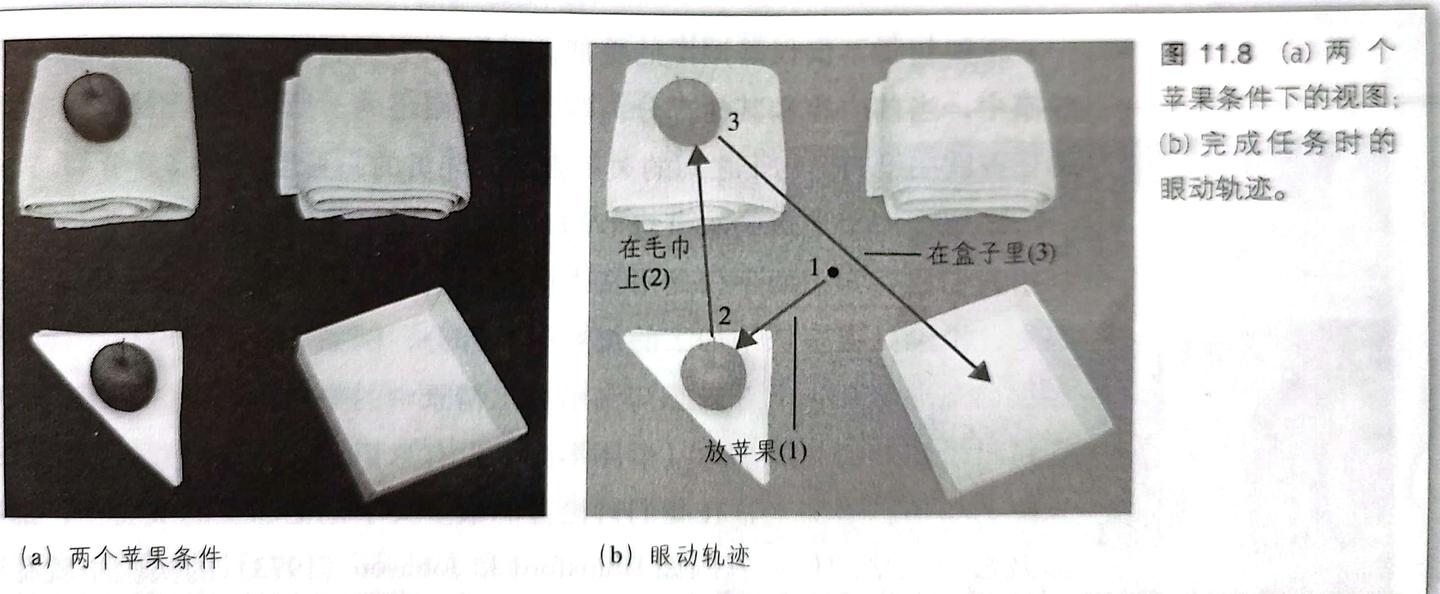 图 11.8 (a) 两个
苹果条件下的视图;
(b) 完成任务时的
眼动轨迹。
3
在毛巾
上(2)
1
在盒子里(3)
2
放苹果(1)
(a) 两个苹果条件
(b) 眼动轨迹